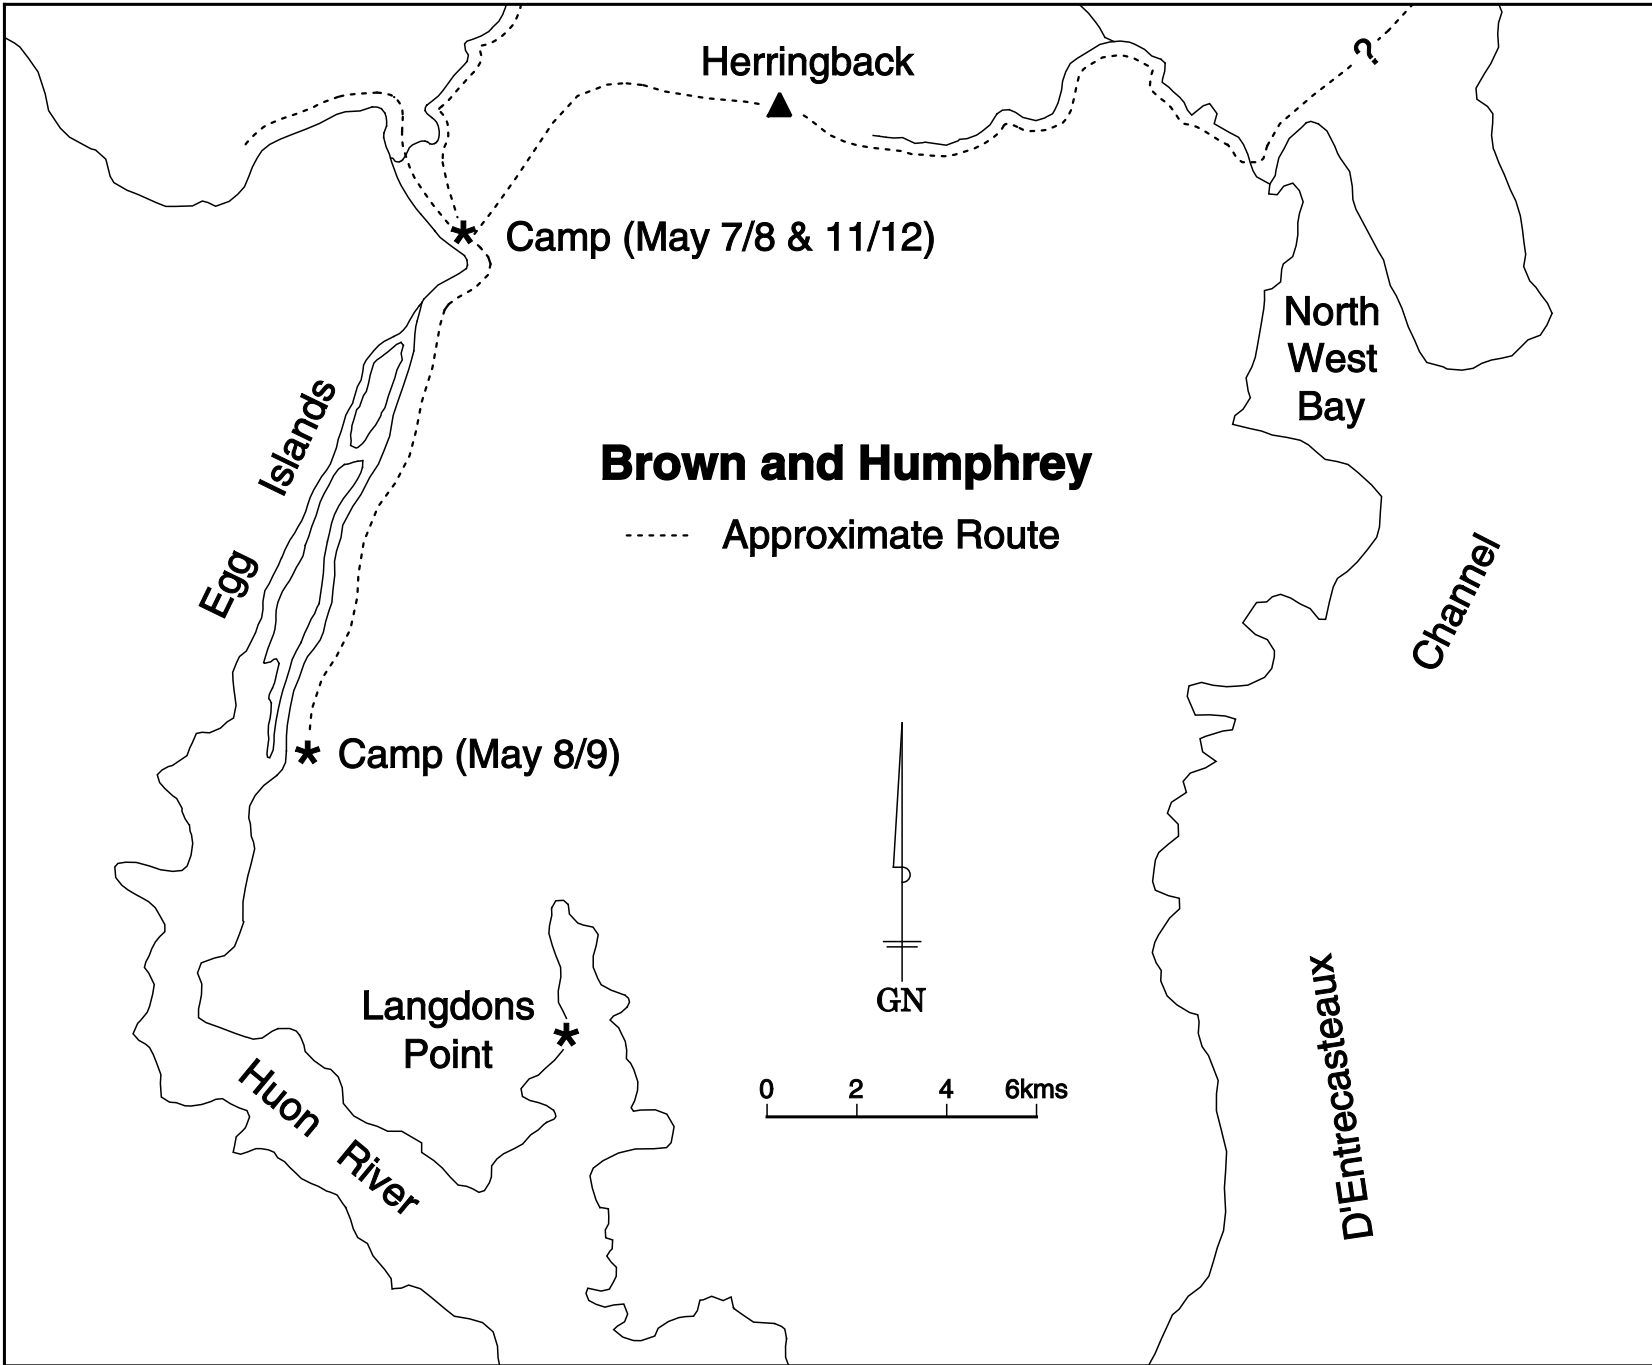 Herringback
?
Camp (May 7/8 & 11/12)
North
West
Bay
Egg Islands
Brown and Humphrey
Approximate Route
Channel
Camp (May 8/9)
Langdons
Point
GN
D'Entrecasteaux
Huon River
0 2 4 6kms